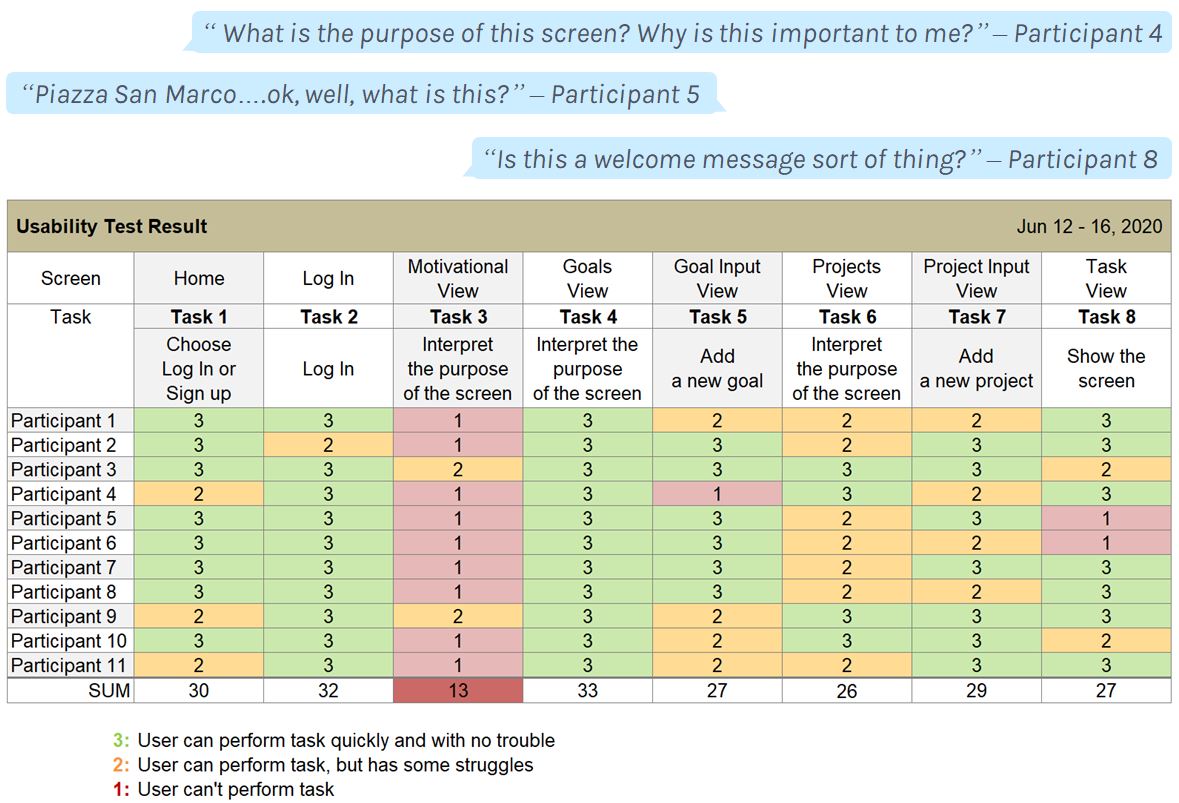 “ What is the purpose of this screen? Why is this important to me?” – Participant 4
“Piazza San Marco....ok, well, what is this?” – Participant 5
“Is this a welcome message sort of thing?” – Participant 8
Usability Test Result Jun 12 - 16, 2020
Screen Home Log In Motivational View Goals View Goal Input View Projects View Project Input View Task View
Task Task 1 Task 2 Task 3 Task 4 Task 5 Task 6 Task 7 Task 8
Choose Log In or Sign up Log In Interpret the purpose of the screen Interpret the purpose of the screen Add a new goal Interpret the purpose of the screen Add a new project Show the screen
Participant 1 3 3 1 3 2 2 2 3
Participant 2 3 2 1 3 3 2 3 3
Participant 3 3 3 2 3 3 3 3 2
Participant 4 2 3 1 3 1 3 2 3
Participant 5 3 3 1 3 3 2 3 1
Participant 6 3 3 1 3 3 2 2 1
Participant 7 3 3 1 3 3 2 3 3
Participant 8 3 3 1 3 3 2 2 3
Participant 9 2 3 2 3 2 3 3 3
Participant 10 3 3 1 3 2 3 3 2
Participant 11 2 3 1 3 2 2 3 3
SUM 30 32 13 33 27 26 29 27
3: User can perform task quickly and with no trouble
2: User can perform task, but has some struggles
1: User can't perform task